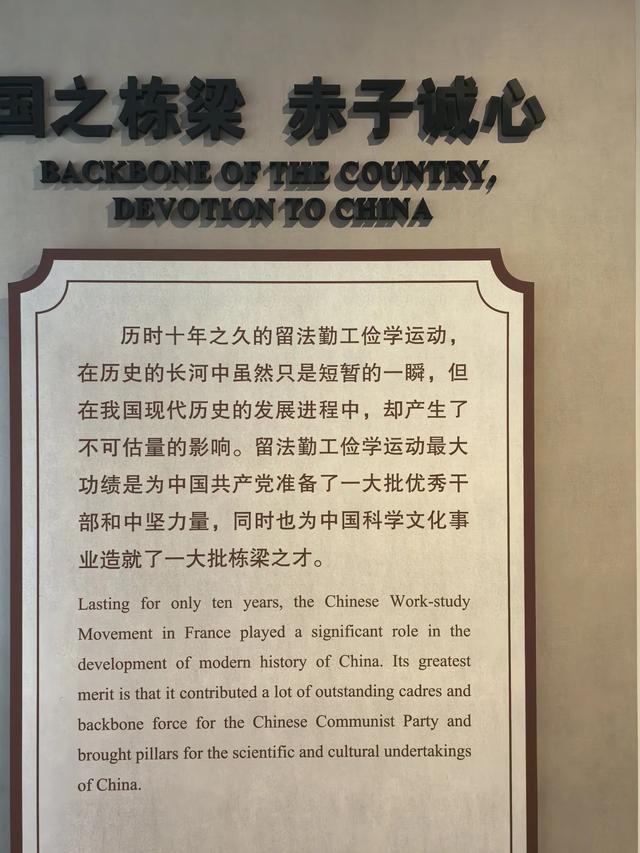 国之栋梁 赤子诚心
BACKBONE OF THE COUNTRY,
DEVOTION TO CHINA
历时十年之久的留法勤工俭学运动，
在历史的长河中虽然只是短暂的一瞬，但
在我国现代历史的发展进程中，却产生了
不可估量的影响。留法勤工俭学运动最大
功绩是为中国共产党准备了一大批优秀干
部和中坚力量，同时也为中国科学文化事
业造就了一大批栋梁之才。
Lasting for only ten years, the Chinese Work-study
Movement in France played a significant role in the
development of modern history of China. Its greatest
merit is that it contributed a lot of outstanding cadres and
backbone force for the Chinese Communist Party and
brought pillars for the scientific and cultural undertakings
of China.